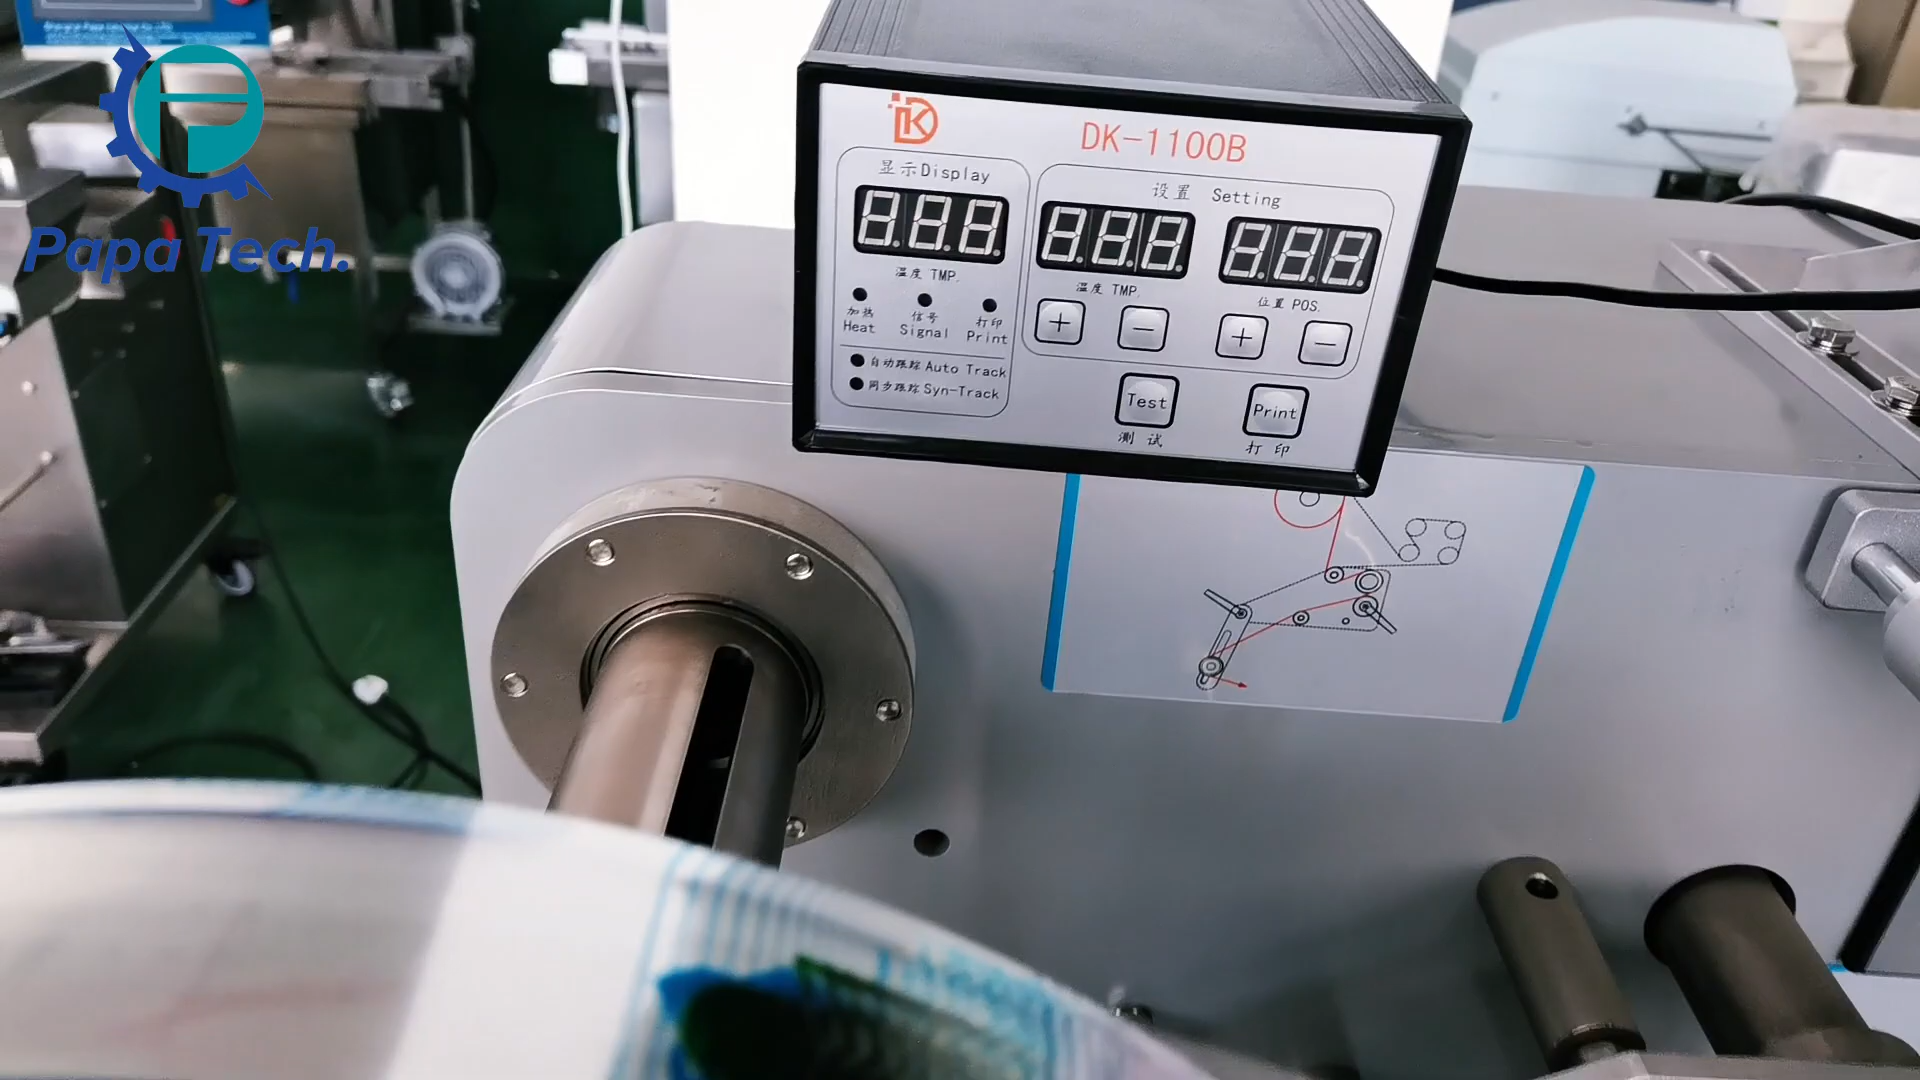 Papa Tech.
DK
DK-1100B
显示Display
设置 Setting
温度 TMP.
温度 TMP.
位置 POS.
加热
Heat
信号
Signal
打印
Print
+
−
+
−
自动跟踪 Auto Track
同步跟踪 Syn-Track
Test
测试
Print
打印